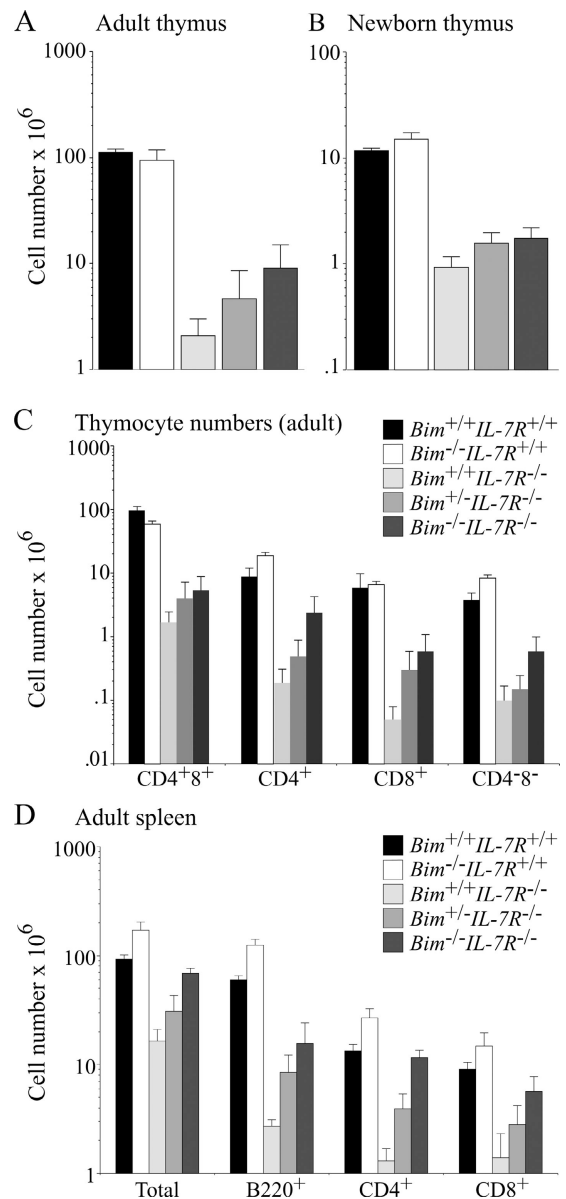 A Adult thymus
B Newborn thymus
1000
100
10
1
Cell number x 10^6
10
1
.1
C Thymocyte numbers (adult)
Bim+/+IL-7R+/+
Bim-/-IL-7R+/+
Bim+/+IL-7R-/-
Bim+/-IL-7R-/-
Bim-/-IL-7R-/-
1000
100
10
1
.1
.01
Cell number x 10^6
CD4+8+ CD4+ CD8+ CD4-8-
D Adult spleen
Bim+/+IL-7R+/+
Bim-/-IL-7R+/+
Bim+/+IL-7R-/-
Bim+/-IL-7R-/-
Bim-/-IL-7R-/-
1000
100
10
1
Cell number x 10^6
Total B220+ CD4+ CD8+